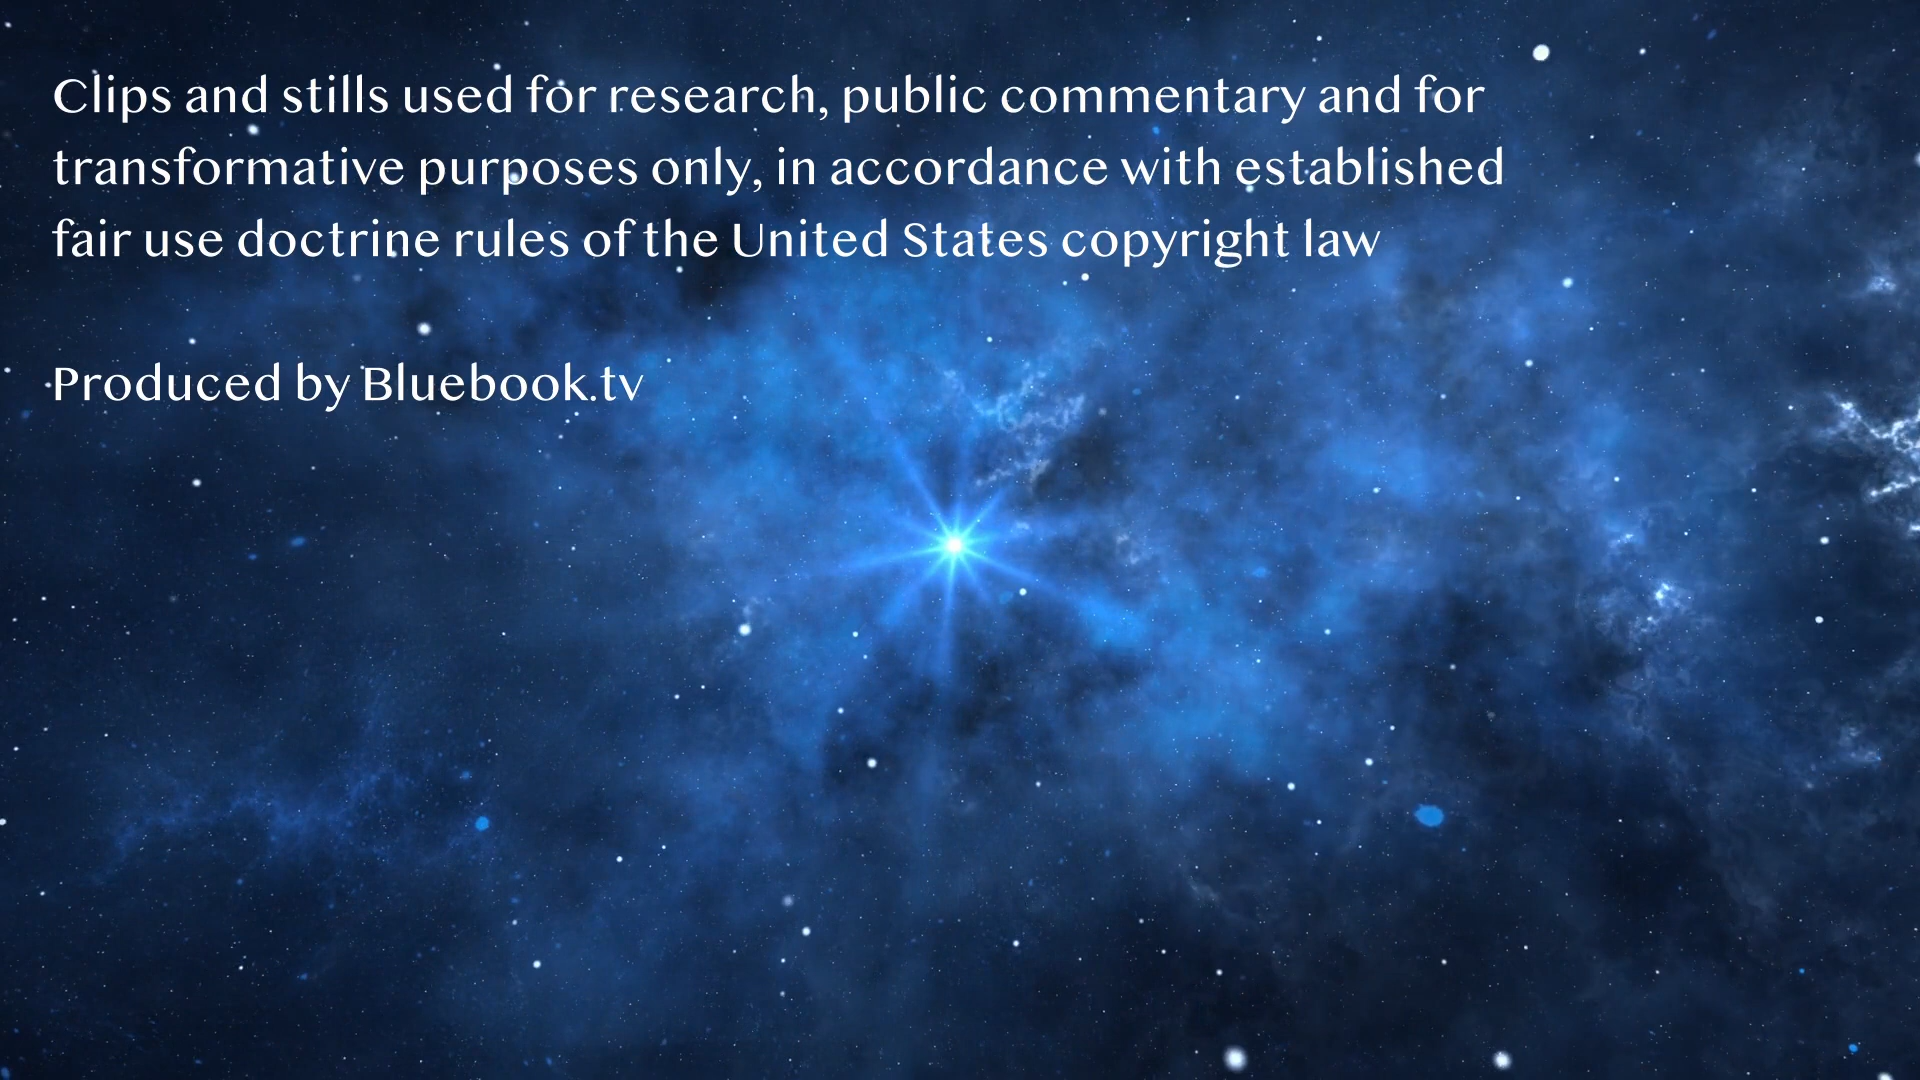 Clips and stills used for research, public commentary and for
transformative purposes only, in accordance with established
fair use doctrine rules of the United States copyright law
Produced by Bluebook.tv